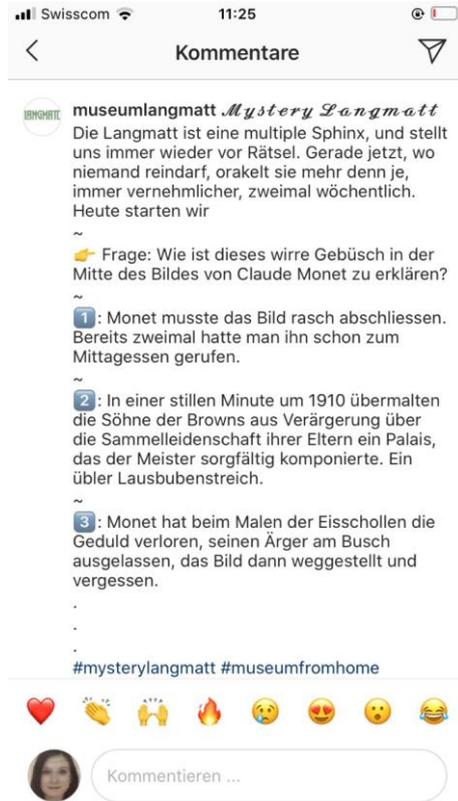 Swisscom 11:25
Kommentare
LANGMATT
museumlangmatt 𝓜𝔂𝓼𝓽𝓮𝓻𝔂 𝓛𝓪𝓷𝓰𝓶𝓪𝓽𝓽
Die Langmatt ist eine multiple Sphinx, und stellt
uns immer wieder vor Rätsel. Gerade jetzt, wo
niemand reindarf, orakelt sie mehr denn je,
immer vernehmlicher, zweimal wöchentlich.
Heute starten wir
~
👉 Frage: Wie ist dieses wirre Gebüsch in der
Mitte des Bildes von Claude Monet zu erklären?
~
1️⃣: Monet musste das Bild rasch abschliessen.
Bereits zweimal hatte man ihn schon zum
Mittagessen gerufen.
~
2️⃣: In einer stillen Minute um 1910 übermalten
die Söhne der Browns aus Verärgerung über
die Sammelleidenschaft ihrer Eltern ein Palais,
das der Meister sorgfältig komponierte. Ein
übler Lausbubenstreich.
~
3️⃣: Monet hat beim Malen der Eisschollen die
Geduld verloren, seinen Ärger am Busch
ausgelassen, das Bild dann weggestellt und
vergessen.
.
.
.
#mysterylangmatt #museumfromhome
Kommentieren ...